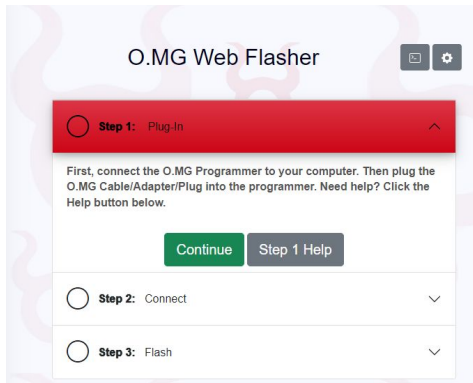 O.MG Web Flasher
Step 1: Plug-In
First, connect the O.MG Programmer to your computer. Then plug the
O.MG Cable/Adapter/Plug into the programmer. Need help? Click the
Help button below.
Continue Step 1 Help
Step 2: Connect
Step 3: Flash